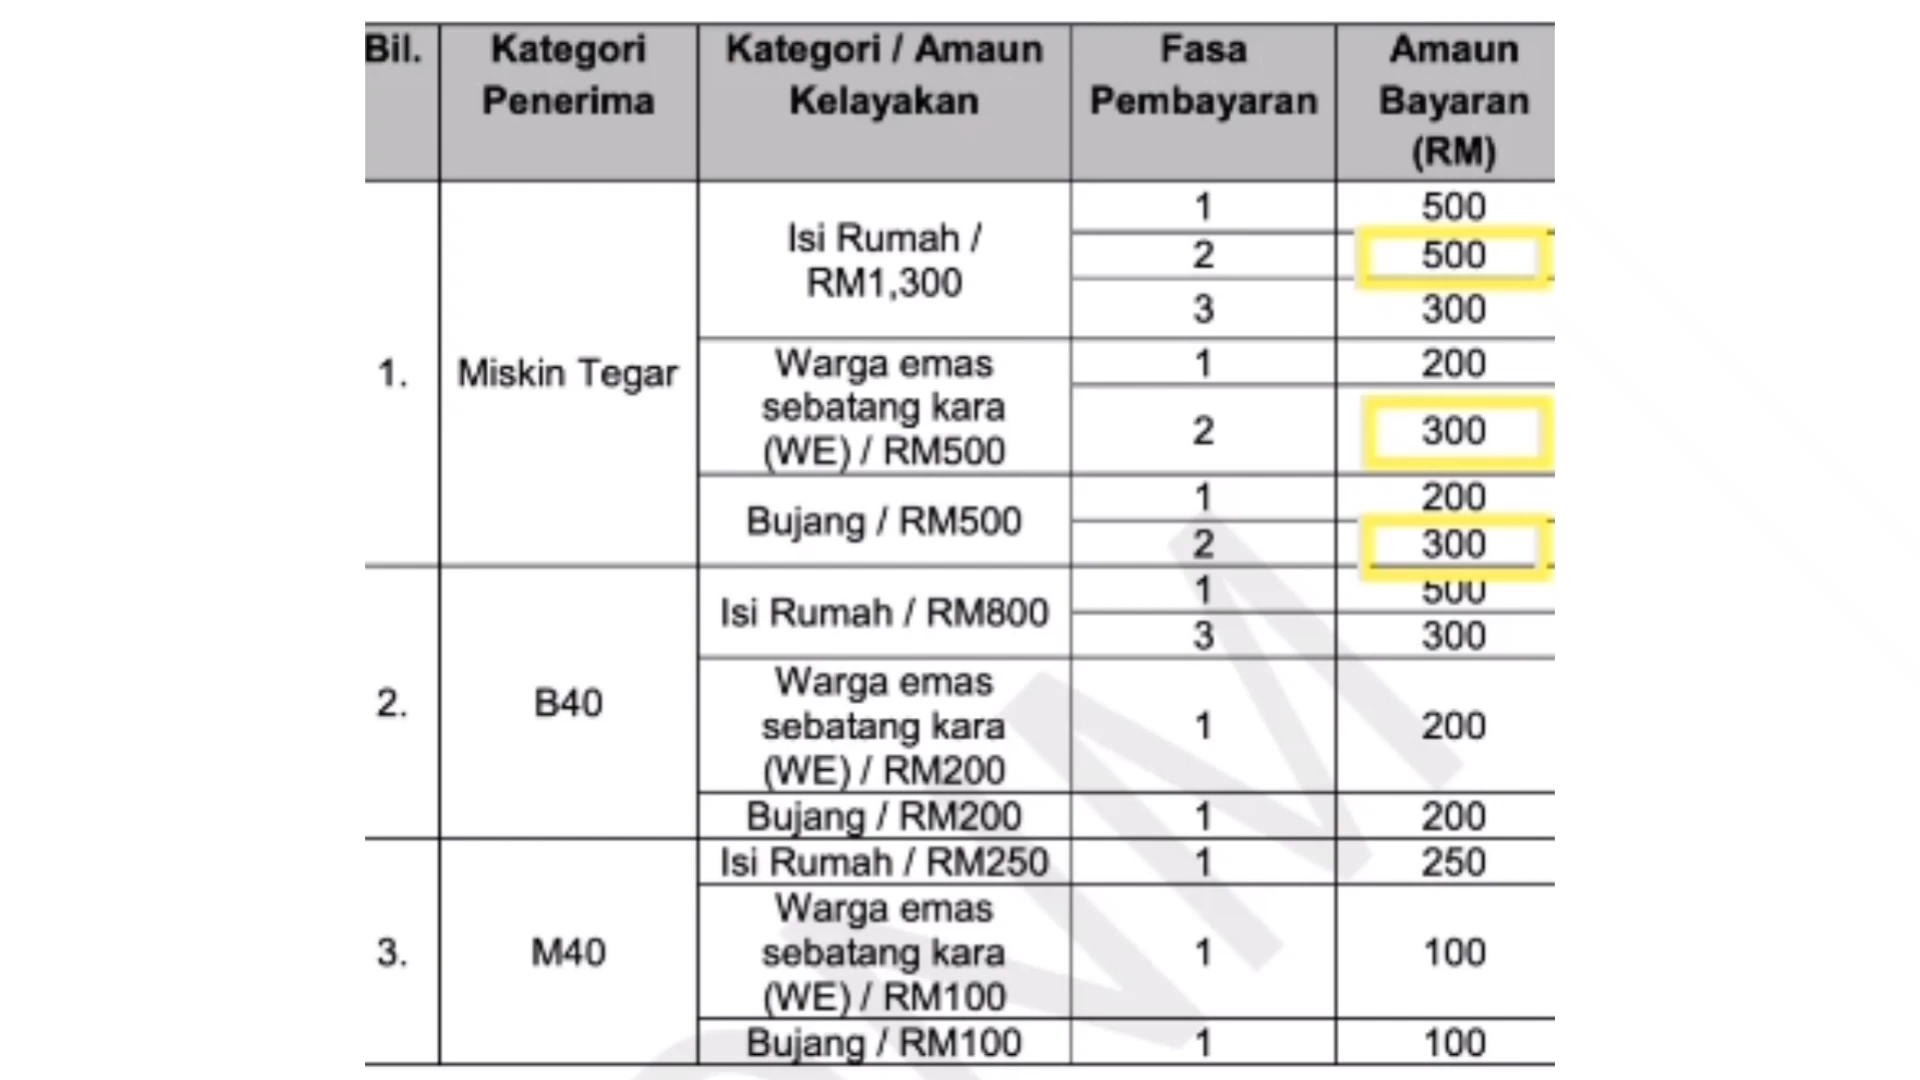 Bil. Kategori Penerima Kategori / Amaun Kelayakan Fasa Pembayaran Amaun Bayaran (RM)
1. Miskin Tegar
Isi Rumah /
RM1,300
1 500
2 500
3 300
Warga emas
sebatang kara
(WE) / RM500
1 200
2 300
Bujang / RM500
1 200
2 300
2. B40
Isi Rumah / RM800
1 500
3 300
Warga emas
sebatang kara
(WE) / RM200
1 200
Bujang / RM200 1 200
3. M40
Isi Rumah / RM250 1 250
Warga emas
sebatang kara
(WE) / RM100
1 100
Bujang / RM100 1 100